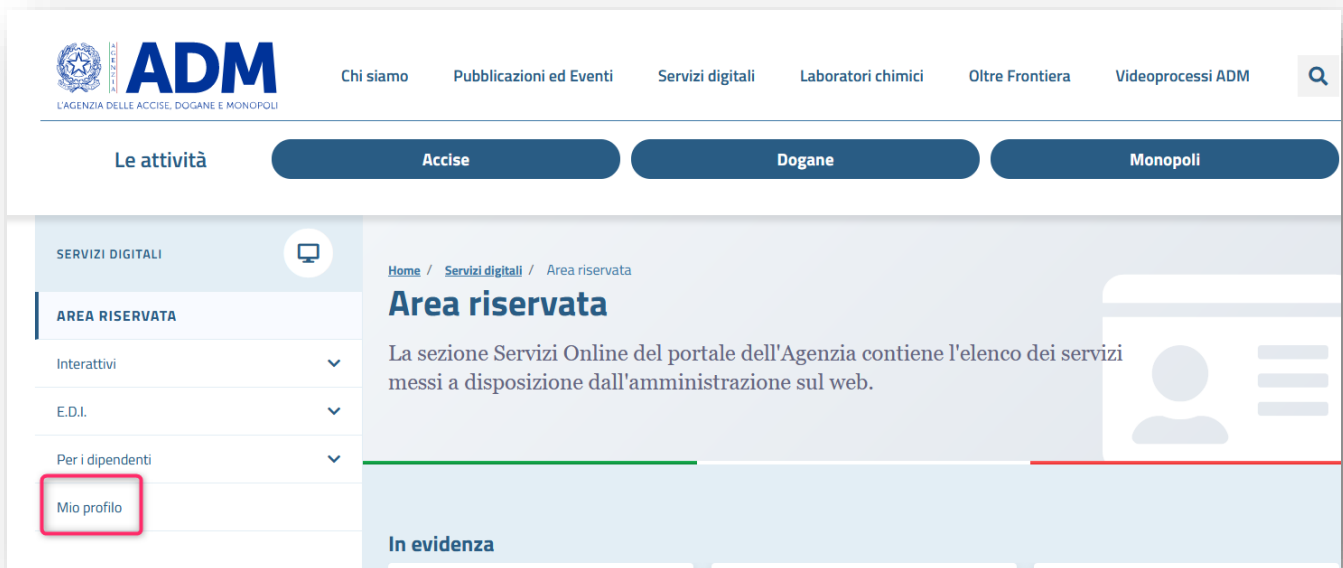 AGENZIA
ADM
L'AGENZIA DELLE ACCISE, DOGANE E MONOPOLI
Chi siamo
Pubblicazioni ed Eventi
Servizi digitali
Laboratori chimici
Oltre Frontiera
Videoprocessi ADM
Le attività
Accise
Dogane
Monopoli
SERVIZI DIGITALI
AREA RISERVATA
Interattivi
E.D.I.
Per i dipendenti
Mio profilo
Home / Servizi digitali / Area riservata
Area riservata
La sezione Servizi Online del portale dell'Agenzia contiene l'elenco dei servizi
messi a disposizione dall'amministrazione sul web.
In evidenza